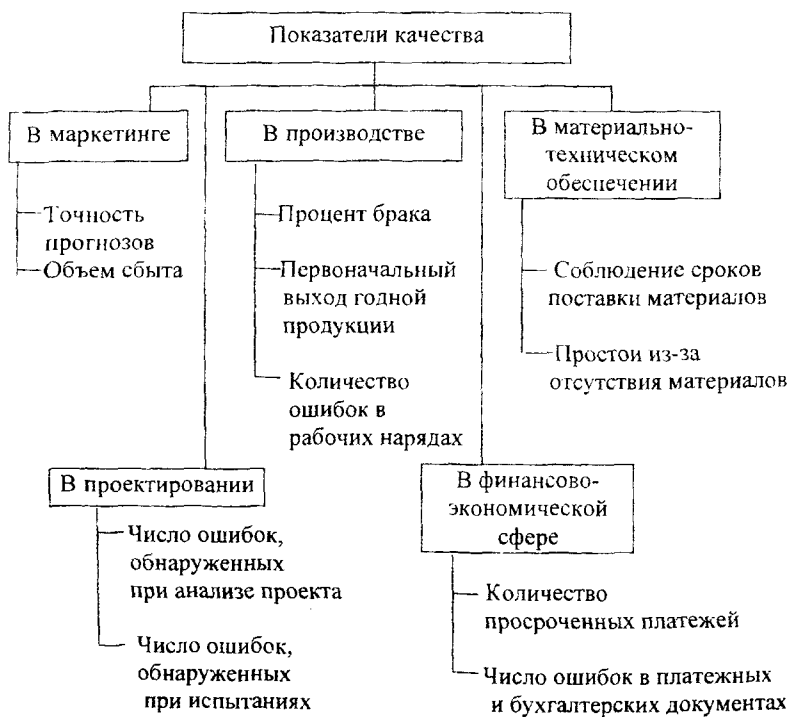 Показатели качества
В маркетинге
Точность
прогнозов
Объем сбыта
В производстве
Процент брака
Первоначальный
выход годной
продукции
Количество
ошибок в
рабочих нарядах
В материально-
техническом
обеспечении
Соблюдение сроков
поставки материалов
Простои из-за
отсутствия материалов
В проектировании
Число ошибок,
обнаруженных
при анализе проекта
Число ошибок,
обнаруженных
при испытаниях
В финансово-
экономической
сфере
Количество
просроченных платежей
Число ошибок в платежных
и бухгалтерских документах